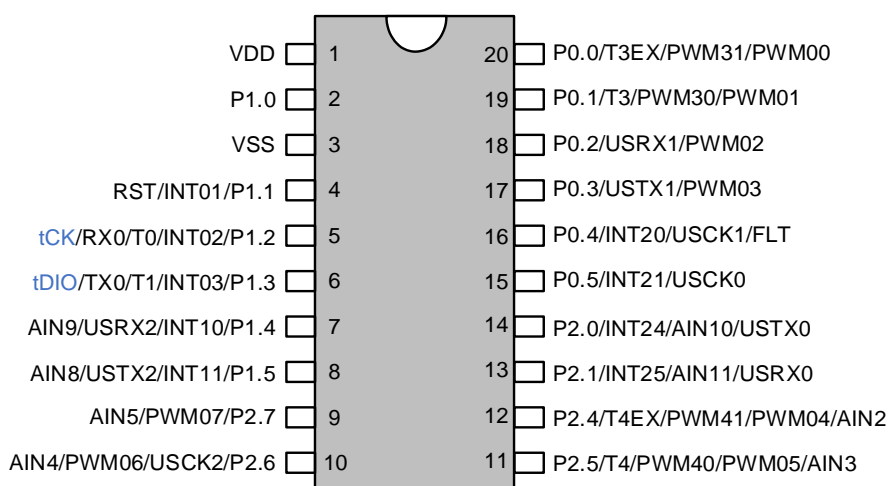 VDD 1 20 P0.0/T3EX/PWM31/PWM00
P1.0 2 19 P0.1/T3/PWM30/PWM01
VSS 3 18 P0.2/USRX1/PWM02
RST/INT01/P1.1 4 17 P0.3/USTX1/PWM03
tCK/RX0/T0/INT02/P1.2 5 16 P0.4/INT20/USCK1/FLT
tDIO/TX0/T1/INT03/P1.3 6 15 P0.5/INT21/USCK0
AIN9/USRX2/INT10/P1.4 7 14 P2.0/INT24/AIN10/USTX0
AIN8/USTX2/INT11/P1.5 8 13 P2.1/INT25/AIN11/USRX0
AIN5/PWM07/P2.7 9 12 P2.4/T4EX/PWM41/PWM04/AIN2
AIN4/PWM06/USCK2/P2.6 10 11 P2.5/T4/PWM40/PWM05/AIN3